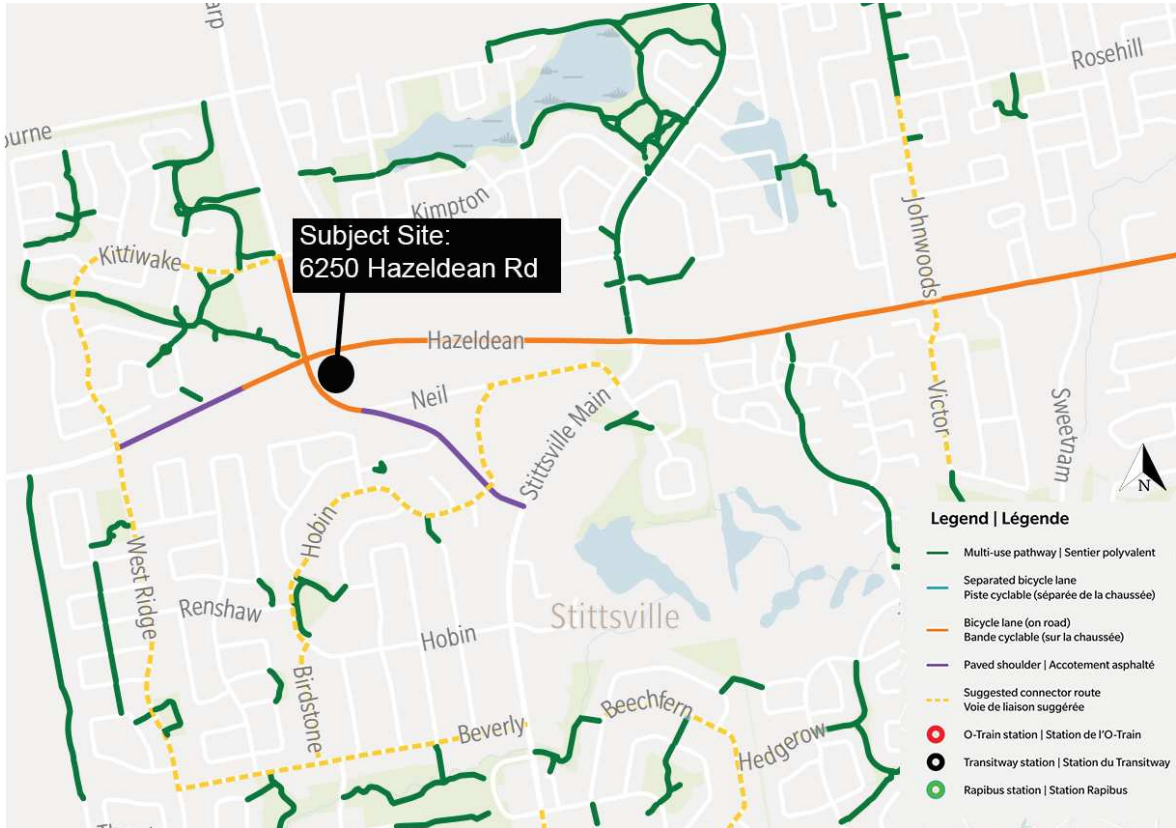 arp
Rosehill
ourne
Kimpton
Johnwoods
Subject Site:
6250 Hazeldean Rd
Kittiwake
Hazeldean
Neil
Stittsville Main
Victor
Sweetnam
N
Hobin
West Ridge
Renshaw
Stittsville
Hobin
Birdstone
Beechfern
Beverly
Hedgerow
Legend | Légende
Multi-use pathway | Sentier polyvalent
Separated bicycle lane
Piste cyclable (séparée de la chaussée)
Bicycle lane (on road)
Bande cyclable (sur la chaussée)
Paved shoulder | Accotement asphalté
Suggested connector route
Voie de liaison suggérée
O-Train station | Station de l'O-Train
Transitway station | Station du Transitway
Rapibus station | Station Rapibus